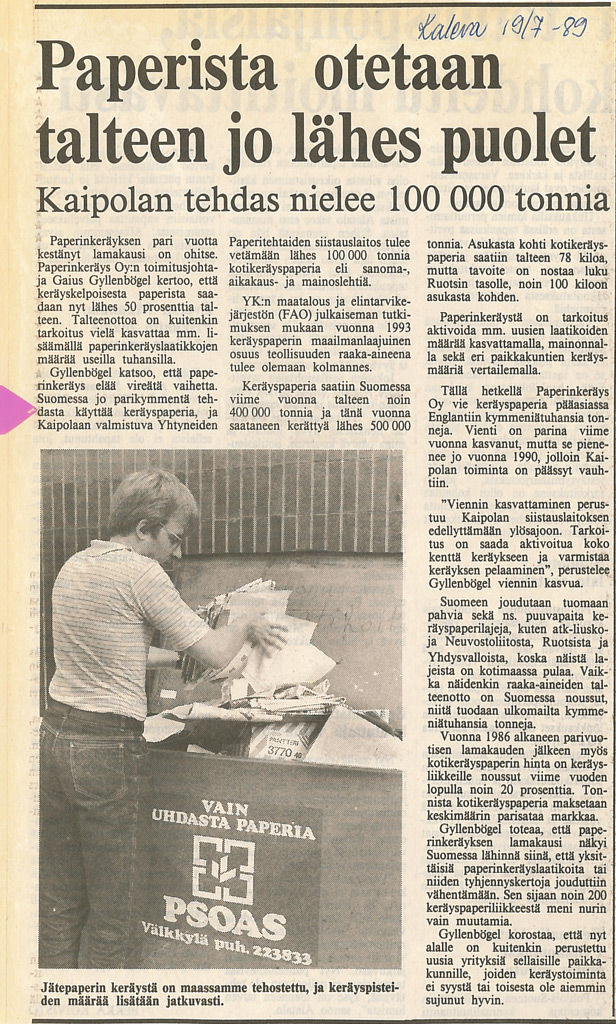 Kaleva 19/7-89
Paperista otetaan
talteen jo lähes puolet
Kaipolan tehdas nielee 100 000 tonnia
Paperinkeräyksen pari vuotta
kestänyt lamakausi on ohitse.
Paperinkeräys Oy:n toimitusjohta-
ja Gaius Gyllenbögel kertoo, että
keräyskelpoisesta paperista saa-
daan nyt lähes 50 prosenttia tal-
teen. Talteenottoa on kuitenkin
tarkoitus vielä kasvattaa mm. li-
säämällä paperinkeräyslaatikkojen
määrää useilla tuhansilla.
Gyllenbögel katsoo, että pape-
rinkeräys elää vireätä vaihetta.
Suomessa jo parikymmentä teh-
dasta käyttää keräyspaperia, ja
Kaipolaan valmistuva Yhtyneiden
Paperitehtaiden siistauslaitos tulee
vetämään lähes 100 000 tonnia
kotikeräyspaperia eli sanoma-,
aikakaus- ja mainoslehtiä.
YK:n maatalous ja elintarvike-
järjestön (FAO) julkaiseman tutki-
muksen mukaan vuonna 1993
keräyspaperin maailmanlaajuinen
osuus teollisuuden raaka-aineena
tulee olemaan kolmannes.
Keräyspaperia saatiin Suomessa
viime vuonna talteen noin
400 000 tonnia ja tänä vuonna
saataneen kerättyä lähes 500 000
tonnia. Asukasta kohti kotikeräys-
paperia saatiin talteen 78 kiloa,
mutta tavoite on nostaa luku
Ruotsin tasolle, noin 100 kiloon
asukasta kohden.
Paperinkeräystä on tarkoitus
aktivoida mm. uusien laatikoiden
määrää kasvattamalla, mainonnal-
la sekä eri paikkakuntien keräys-
määriä vertailemalla.
Tällä hetkellä Paperinkeräys
Oy vie keräyspaperia pääasiassa
Englantiin kymmeniätuhansia ton-
neja. Vienti on parina viime
vuonna kasvanut, mutta se piene-
nee jo vuonna 1990, jolloin Kai-
polan toiminta on päässyt vauh-
tiin.
"Viennin kasvattaminen perus-
tuu Kaipolan siistauslaitoksen
edellyttämään ylösajoon. Tarkoi-
tus on saada aktivoitua koko
kenttä keräykseen ja varmistaa
keräyksen pelaaminen", perustelee
Gyllenbögel viennin kasvua.
Suomeen joudutaan tuomaan
pahvia sekä ns. puuvapaita ke-
räyspaperilajeja, kuten atk-liusko-
ja Neuvostoliitosta, Ruotsista ja
Yhdysvalloista, koska näistä la-
jeista on kotimaassa pulaa. Vaik-
ka näidenkin raaka-aineiden tal-
teenotto on Suomessa noussut,
niitä tuodaan ulkomailta kymme-
niätuhansia tonneja.
Vuonna 1986 alkaneen parivuo-
tisen lamakauden jälkeen myös
kotikeräyspaperin hinta on keräys-
liikkeille noussut viime vuoden
lopulla noin 20 prosenttia. Ton-
nista kotikeräyspaperia maksetaan
keskimäärin parisataa markkaa.
Gyllenbögel toteaa, että pape-
rinkeräyksen lamakausi näkyi
Suomessa lähinnä siinä, että yksit-
täisiä paperinkeräyslaatikoita tai
niiden tyhjennyskertoja jouduttiin
vähentämään. Sen sijaan noin 200
keräyspaperiliikkeestä meni nurin
vain muutamia.
Gyllenbögel korostaa, että nyt
alalle on kuitenkin perustettu
uusia yrityksiä sellaisille paikka-
kunnille, joiden keräystoiminta
ei syystä tai toisesta ole aiemmin
sujunut hyvin.
PANTTERI
3770 40
VAIN
UHDASTA PAPERIA
PSOAS
Välkkylä puh. 223833
Jätepaperin keräystä on maassamme tehostettu, ja keräyspistei-
den määrää lisätään jatkuvasti.